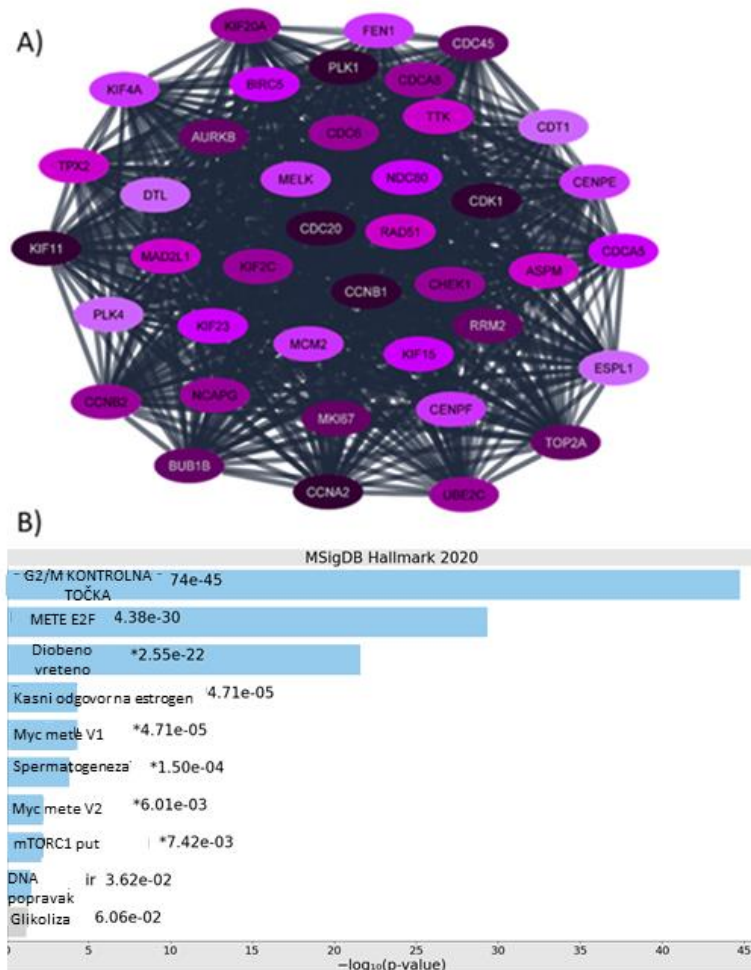 A)
KIF20A
FEN1
CDC45
PLK1
KIF4A
BIRC5
CDCA8
TTK
CDT1
AURKB
CDC6
TPX2
MELK
NDC80
CENPE
DTL
CDK1
KIF11
CDC20
RAD51
CDCA5
MAD2L1
KIF2C
ASPM
CCNB1
CHEK1
PLK4
KIF23
RRM2
MCM2
KIF15
ESPL1
CCNB2
NCAPG
MKI67
CENPF
TOP2A
BUB1B
CCNA2
UBE2C
B)
MSigDB Hallmark 2020
G2/M KONTROLNA
TOČKA 74e-45
METE E2F 4.38e-30
Diobeno
vreteno *2.55e-22
Kasni odgovor na estrogen 4.71e-05
Myc mete V1 *4.71e-05
Spermatogeneza *1.50e-04
Myc mete V2 *6.01e-03
mTORC1 put *7.42e-03
DNA ir 3.62e-02
popravak
Glikoliza 6.06e-02
0 5 10 15 20 25 30 35 40 45
−log₁₀(p-value)